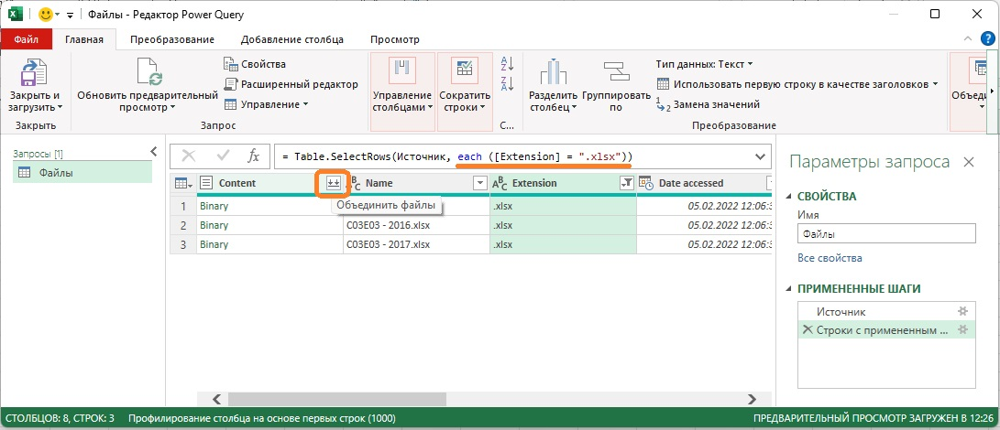 Файлы - Редактор Power Query
Файл Главная Преобразование Добавление столбца Просмотр
Закрыть и загрузить
Закрыть
Обновить предварительный просмотр
Свойства
Расширенный редактор
Управление
Запрос
Управление столбцами
Сократить строки
С...
Разделить столбец
Группировать по
Тип данных: Текст
Использовать первую строку в качестве заголовков
Замена значений
Преобразование
Объеди
Запросы [1]
Файлы
= Table.SelectRows(Источник, each ([Extension] = ".xlsx"))
Content Name Extension Date accessed
1 Binary .xlsx 05.02.2022 12:06:3
Объединить файлы
2 Binary C03E03 - 2016.xlsx .xlsx 05.02.2022 12:06:3
3 Binary C03E03 - 2017.xlsx .xlsx 05.02.2022 12:06:3
Параметры запроса
СВОЙСТВА
Имя
Файлы
Все свойства
ПРИМЕНЕННЫЕ ШАГИ
Источник
Строки с примененным ...
СТОЛБЦОВ: 8, СТРОК: 3 Профилирование столбца на основе первых строк (1000) ПРЕДВАРИТЕЛЬНЫЙ ПРОСМОТР ЗАГРУЖЕН В 12:26